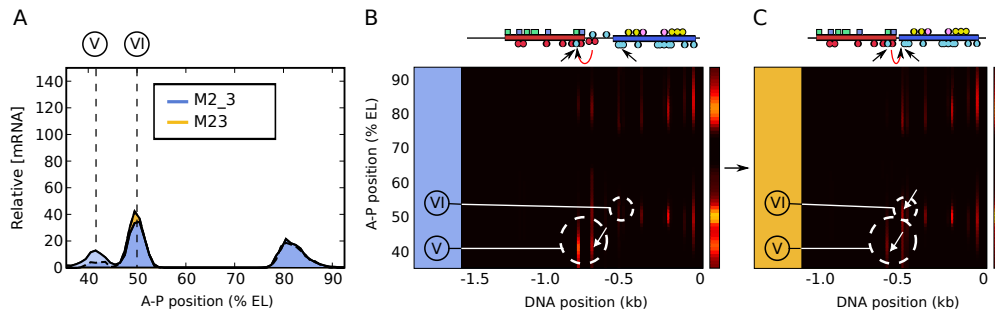 A
B
C
V
VI
140
120
100
80
60
40
20
0
Relative [mRNA]
M2_3
M23
40
50
60
70
80
90
A-P position (% EL)
90
80
70
60
50
40
A-P position (% EL)
VI
V
-1.5
-1.0
-0.5
0
DNA position (kb)
VI
V
-1.0
-0.5
0
DNA position (kb)